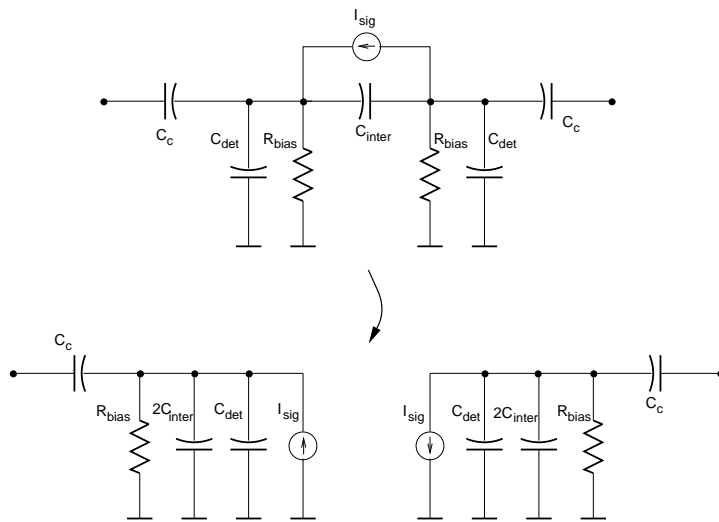 I_sig
C_c
C_det
R_bias
C_inter
R_bias
C_det
C_c
C_c
R_bias
2C_inter
C_det
I_sig
I_sig
C_det
2C_inter
R_bias
C_c